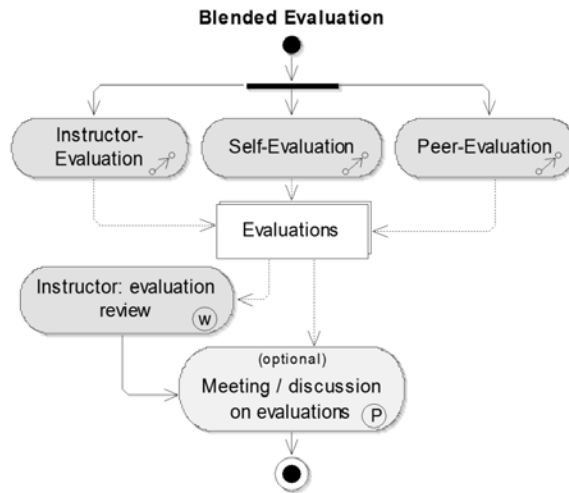 Blended Evaluation
Instructor-
Evaluation
Self-Evaluation
Peer-Evaluation
Evaluations
Instructor: evaluation
review
W
(optional)
Meeting / discussion
on evaluations
P